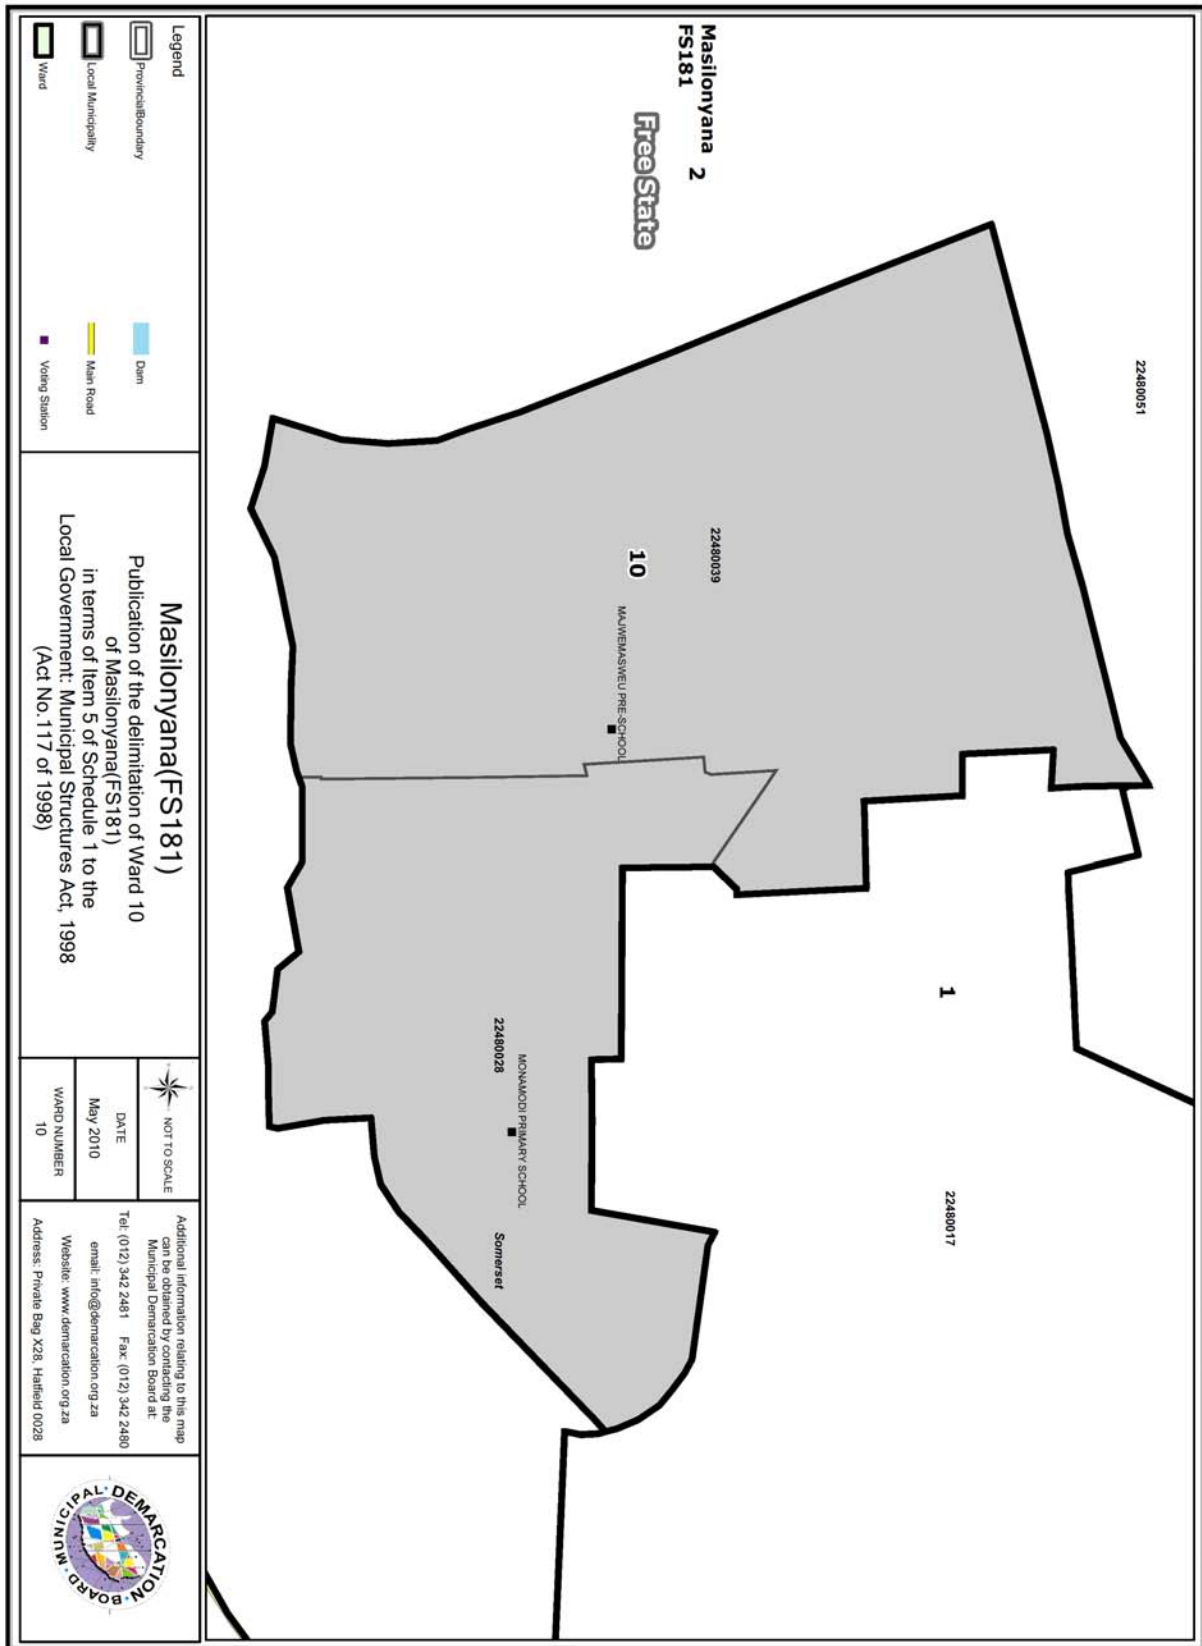 Masilonyana 2
FS181
Free State
22480051
22480039
10
MAJWEMASWEU PRE-SCHOOL
1
22480017
22480028
MONAMODI PRIMARY SCHOOL
Somerset
Legend
ProvincialBoundary
Local Municipality
Ward
Dam
Main Road
Voting Station
Masilonyana(FS181)
Publication of the delimitation of Ward 10
of Masilonyana(FS181)
in terms of Item 5 of Schedule 1 to the
Local Government: Municipal Structures Act, 1998
(Act No.117 of 1998)
NOT TO SCALE
DATE
May 2010
WARD NUMBER
10
Additional information relating to this map
can be obtained by contacting the
Municipal Demarcation Board at:
Tel: (012) 342 2481 Fax: (012) 342 2480
email: info@demarcation.org.za
Website: www.demarcation.org.za
Address: Private Bag X28, Hatfield 0028
MUNICIPAL DEMARCATION BOARD